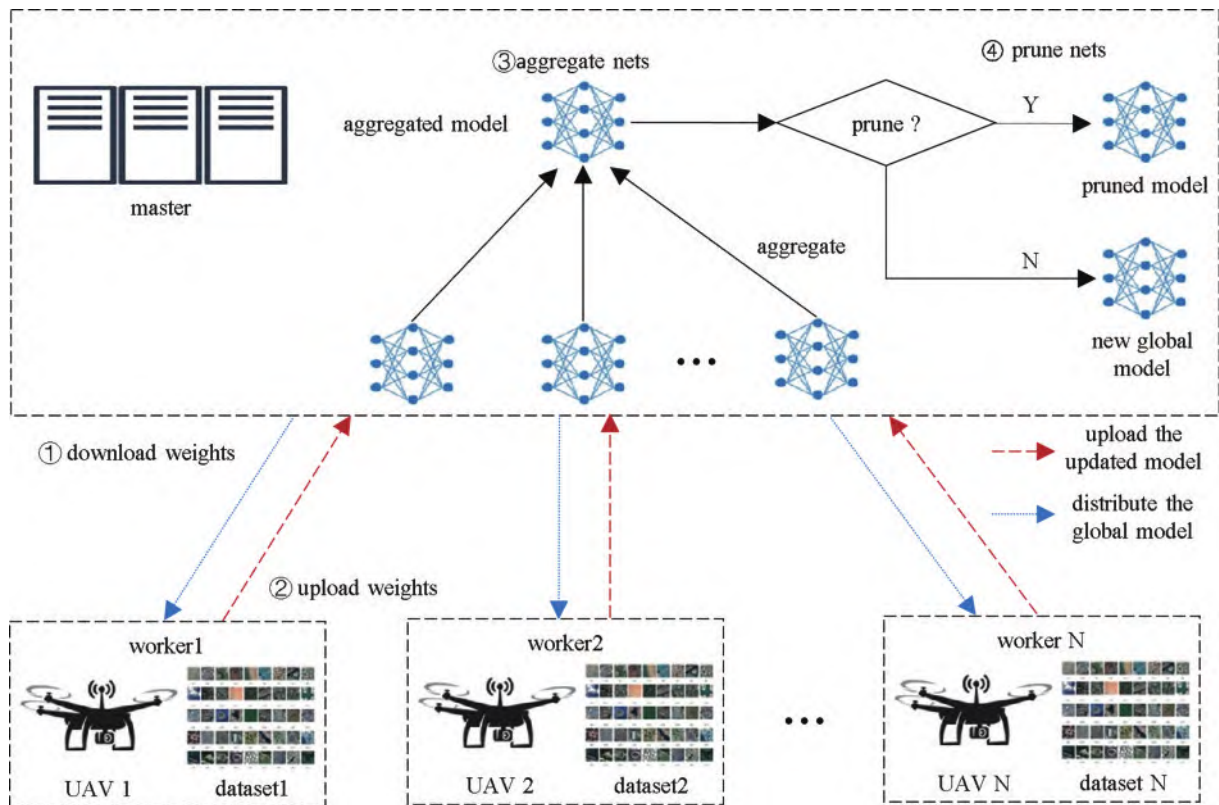 ③aggregate nets
④ prune nets
aggregated model
prune ?
Y
pruned model
master
aggregate
N
new global
model
① download weights
upload the
updated model
distribute the
global model
② upload weights
worker1
UAV 1
dataset1
worker2
UAV 2
dataset2
worker N
UAV N
dataset N